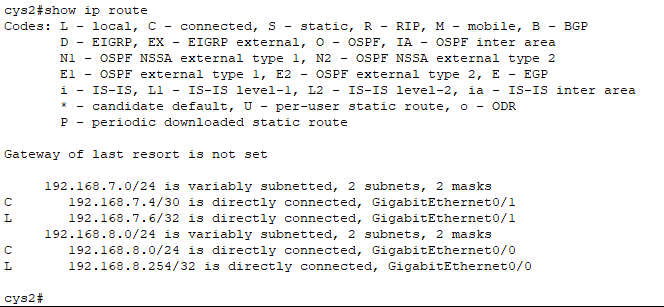 cys2#show ip route
Codes: L - local, C - connected, S - static, R - RIP, M - mobile, B - BGP
       D - EIGRP, EX - EIGRP external, O - OSPF, IA - OSPF inter area
       N1 - OSPF NSSA external type 1, N2 - OSPF NSSA external type 2
       E1 - OSPF external type 1, E2 - OSPF external type 2, E - EGP
       i - IS-IS, L1 - IS-IS level-1, L2 - IS-IS level-2, ia - IS-IS inter area
       * - candidate default, U - per-user static route, o - ODR
       P - periodic downloaded static route

Gateway of last resort is not set

     192.168.7.0/24 is variably subnetted, 2 subnets, 2 masks
C       192.168.7.4/30 is directly connected, GigabitEthernet0/1
L       192.168.7.6/32 is directly connected, GigabitEthernet0/1
     192.168.8.0/24 is variably subnetted, 2 subnets, 2 masks
C       192.168.8.0/24 is directly connected, GigabitEthernet0/0
L       192.168.8.254/32 is directly connected, GigabitEthernet0/0

cys2#